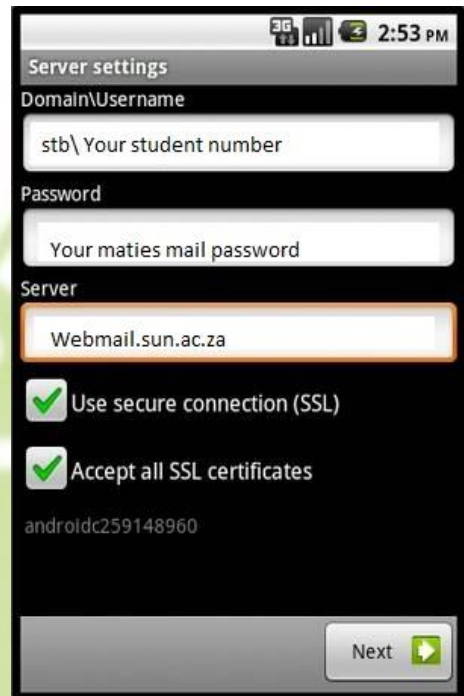 3G 2:53 PM
Server settings
Domain\Username
stb\ Your student number
Password
Your maties mail password
Server
Webmail.sun.ac.za
Use secure connection (SSL)
Accept all SSL certificates
androidc259148960
Next